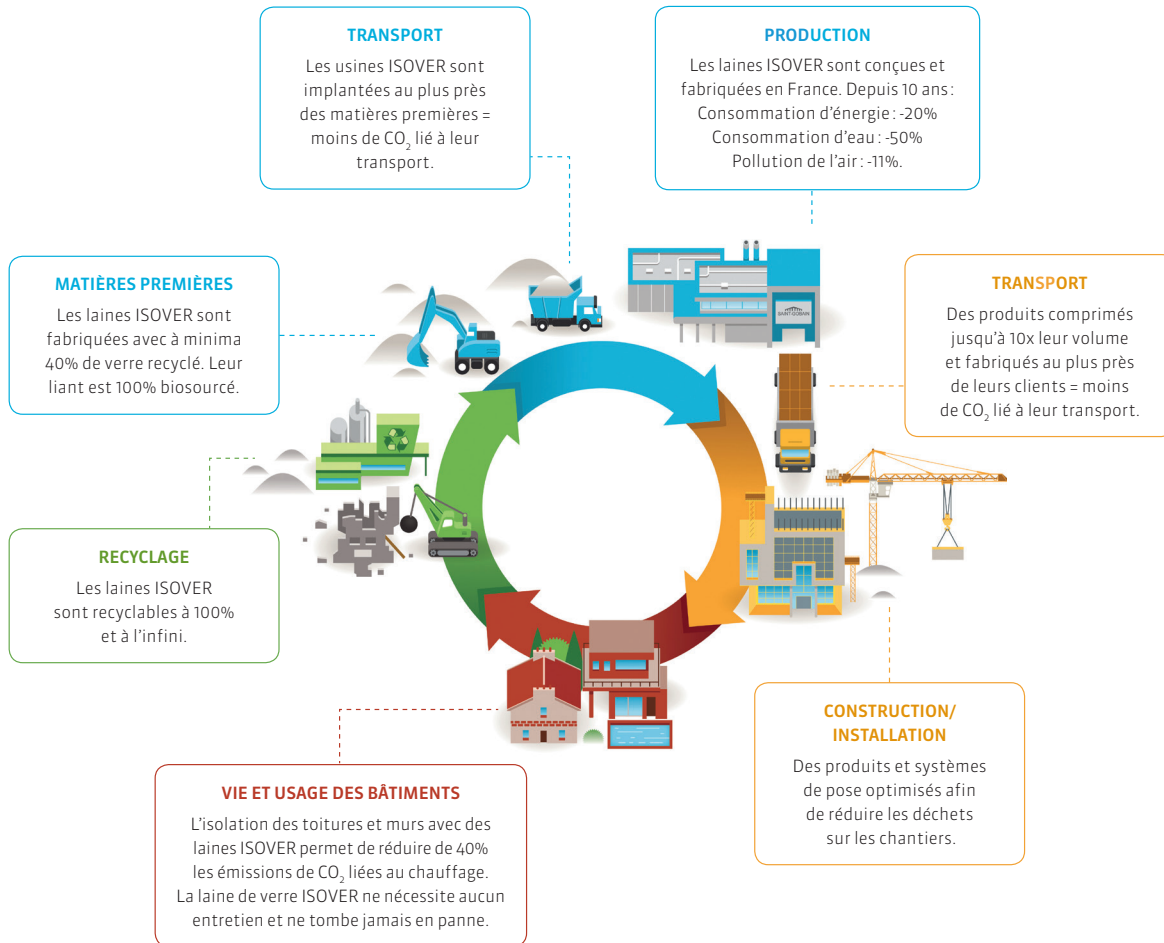 TRANSPORT
Les usines ISOVER sont
implantées au plus près
des matières premières =
moins de CO₂ lié à leur
transport.
PRODUCTION
Les laines ISOVER sont conçues et
fabriquées en France. Depuis 10 ans :
Consommation d’énergie : -20%
Consommation d’eau : -50%
Pollution de l’air : -11%.
MATIÈRES PREMIÈRES
Les laines ISOVER sont
fabriquées avec à minima
40% de verre recyclé. Leur
liant est 100% biosourcé.
SAINT-GOBAIN
TRANSPORT
Des produits comprimés
jusqu’à 10x leur volume
et fabriqués au plus près
de leurs clients = moins
de CO₂ lié à leur transport.
RECYCLAGE
Les laines ISOVER
sont recyclables à 100%
et à l’infini.
CONSTRUCTION/
INSTALLATION
Des produits et systèmes
de pose optimisés afin
de réduire les déchets
sur les chantiers.
VIE ET USAGE DES BÂTIMENTS
L’isolation des toitures et murs avec des
laines ISOVER permet de réduire de 40%
les émissions de CO₂ liées au chauffage.
La laine de verre ISOVER ne nécessite aucun
entretien et ne tombe jamais en panne.